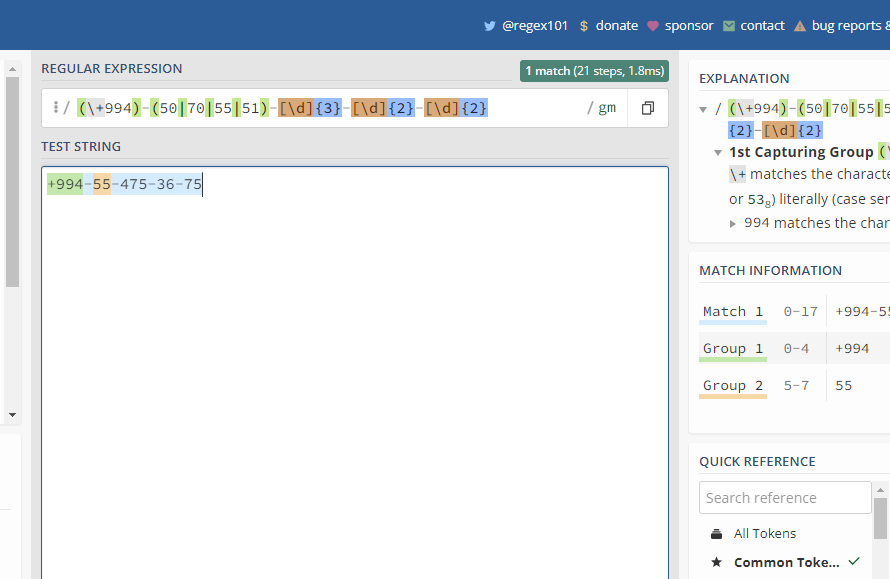 @regex101 $ donate sponsor contact bug reports &
REGULAR EXPRESSION
1 match (21 steps, 1.8ms)
/ (\+994)-(50|70|55|51)-[\d]{3}-[\d]{2}-[\d]{2} / gm
TEST STRING
+994-55-475-36-75
EXPLANATION
/ (\+994)-(50|70|55|5
{2}-[\d]{2}
1st Capturing Group (\
\+ matches the characte
or 53₈) literally (case ser
994 matches the char
MATCH INFORMATION
Match 1 0-17 +994-55
Group 1 0-4 +994
Group 2 5-7 55
QUICK REFERENCE
Search reference
All Tokens
Common Toke...